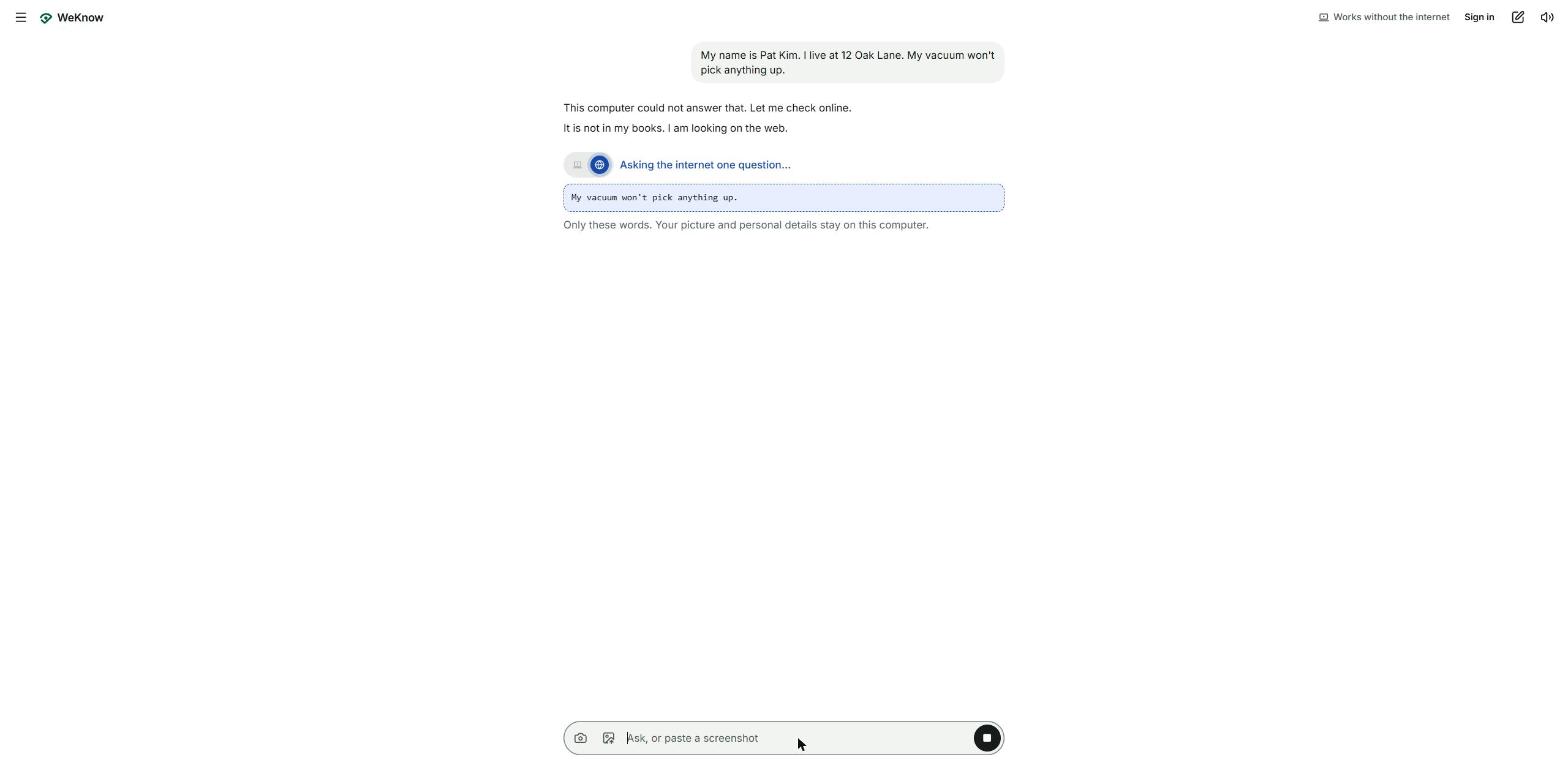 WeKnow
Works without the internet
Sign in
My name is Pat Kim. I live at 12 Oak Lane. My vacuum won't
pick anything up.
This computer could not answer that. Let me check online.
It is not in my books. I am looking on the web.
Asking the internet one question...
My vacuum won't pick anything up.
Only these words. Your picture and personal details stay on this computer.
Ask, or paste a screenshot